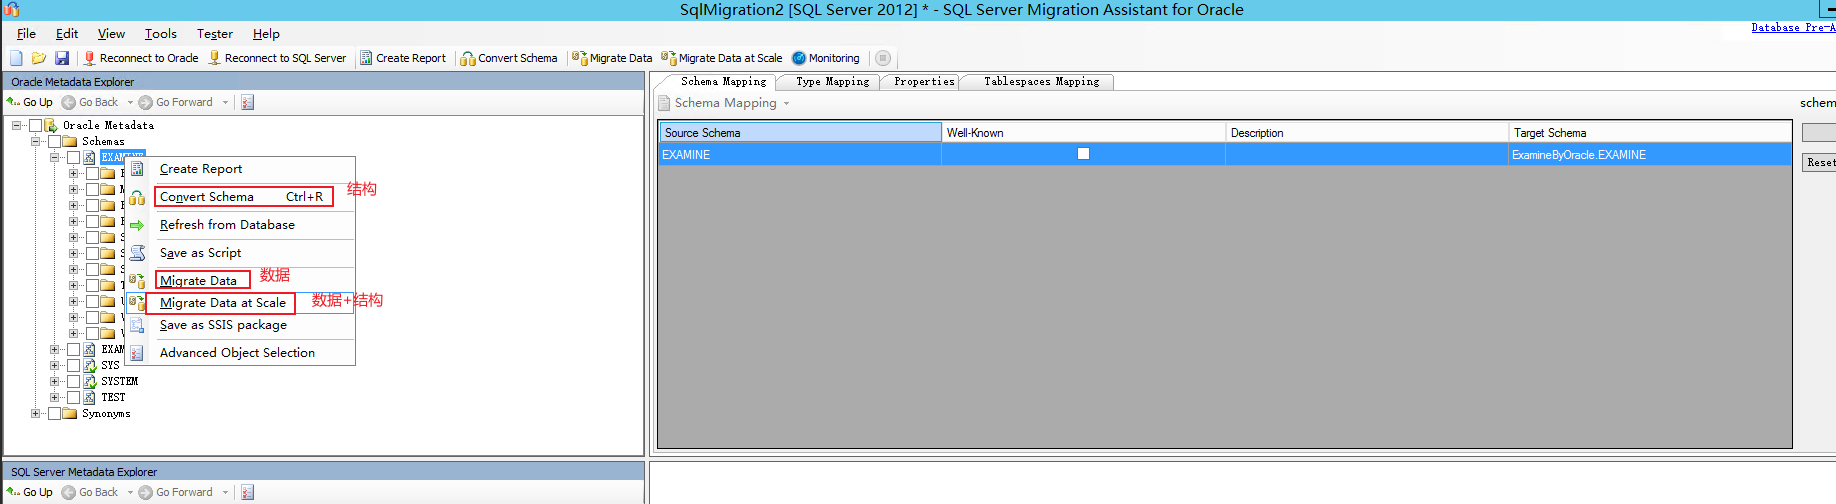 SqlMigration2 [SQL Server 2012] * - SQL Server Migration Assistant for Oracle
File Edit View Tools Tester Help
Database Pre-A
Reconnect to Oracle Reconnect to SQL Server Create Report Convert Schema Migrate Data Migrate Data at Scale Monitoring
Oracle Metadata Explorer
Go Up Go Back Go Forward
Oracle Metadata
Schemas
EXAMINE
Create Report
Convert Schema Ctrl+R 结构
Refresh from Database
Save as Script
Migrate Data 数据
Migrate Data at Scale 数据+结构
Save as SSIS package
Advanced Object Selection
EXAM
SYS
SYSTEM
TEST
Synonyms
Schema Mapping Type Mapping Properties Tablespaces Mapping
Schema Mapping schem
Source Schema Well-Known Description Target Schema
EXAMINE ExamineByOracle.EXAMINE
Reset
SQL Server Metadata Explorer
Go Up Go Back Go Forward